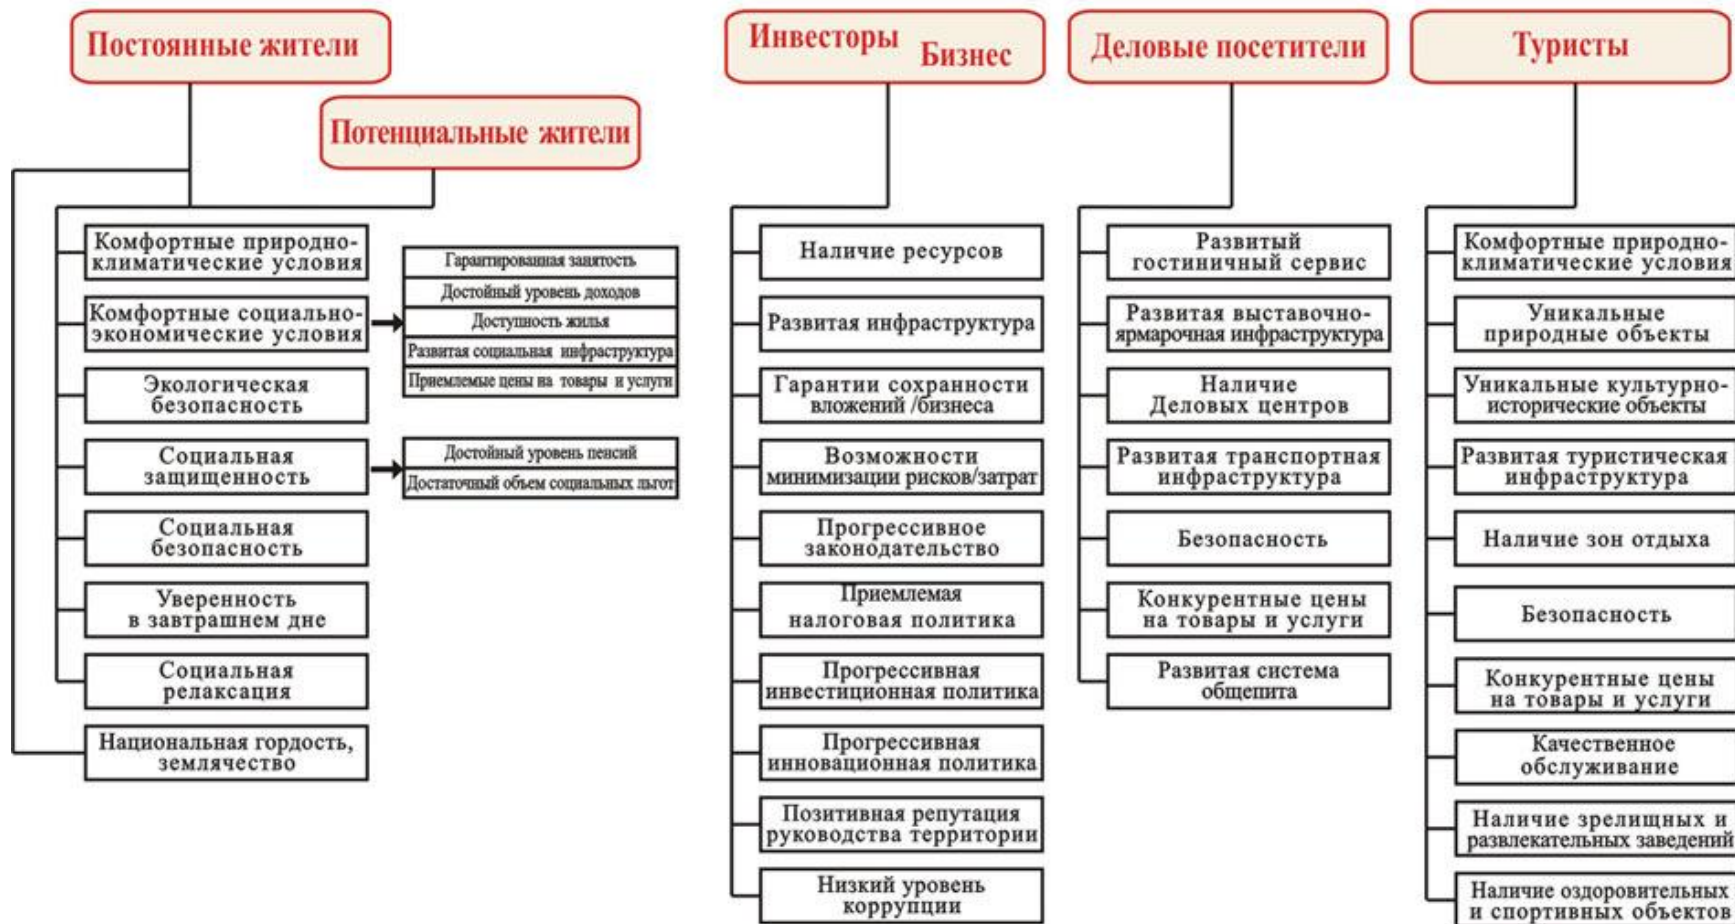 Постоянные жители
Потенциальные жители
Комфортные природно-
климатические условия
Комфортные социально-
экономические условия
Экологическая
безопасность
Социальная
защищенность
Социальная
безопасность
Уверенность
в завтрашнем дне
Социальная
релаксация
Национальная гордость,
землячество
Гарантированная занятость
Достойный уровень доходов
Доступность жилья
Развитая социальная инфраструктура
Приемлемые цены на товары и услуги
Достойный уровень пенсий
Достаточный объем социальных льгот
Инвесторы
Бизнес
Наличие ресурсов
Развитая инфраструктура
Гарантии сохранности
вложений /бизнеса
Возможности
минимизации рисков/затрат
Прогрессивное
законодательство
Приемлемая
налоговая политика
Прогрессивная
инвестиционная политика
Прогрессивная
инновационная политика
Позитивная репутация
руководства территории
Низкий уровень
коррупции
Деловые посетители
Развитый
гостиничный сервис
Развитая выставочно-
ярмарочная инфраструктура
Наличие
Деловых центров
Развитая транспортная
инфраструктура
Безопасность
Конкурентные цены
на товары и услуги
Развитая система
общепита
Туристы
Комфортные природно-
климатические условия
Уникальные
природные объекты
Уникальные культурно-
исторические объекты
Развитая туристическая
инфраструктура
Наличие зон отдыха
Безопасность
Конкурентные цены
на товары и услуги
Качественное
обслуживание
Наличие зрелищных и
развлекательных заведений
Наличие оздоровительных
и спортивных объектов